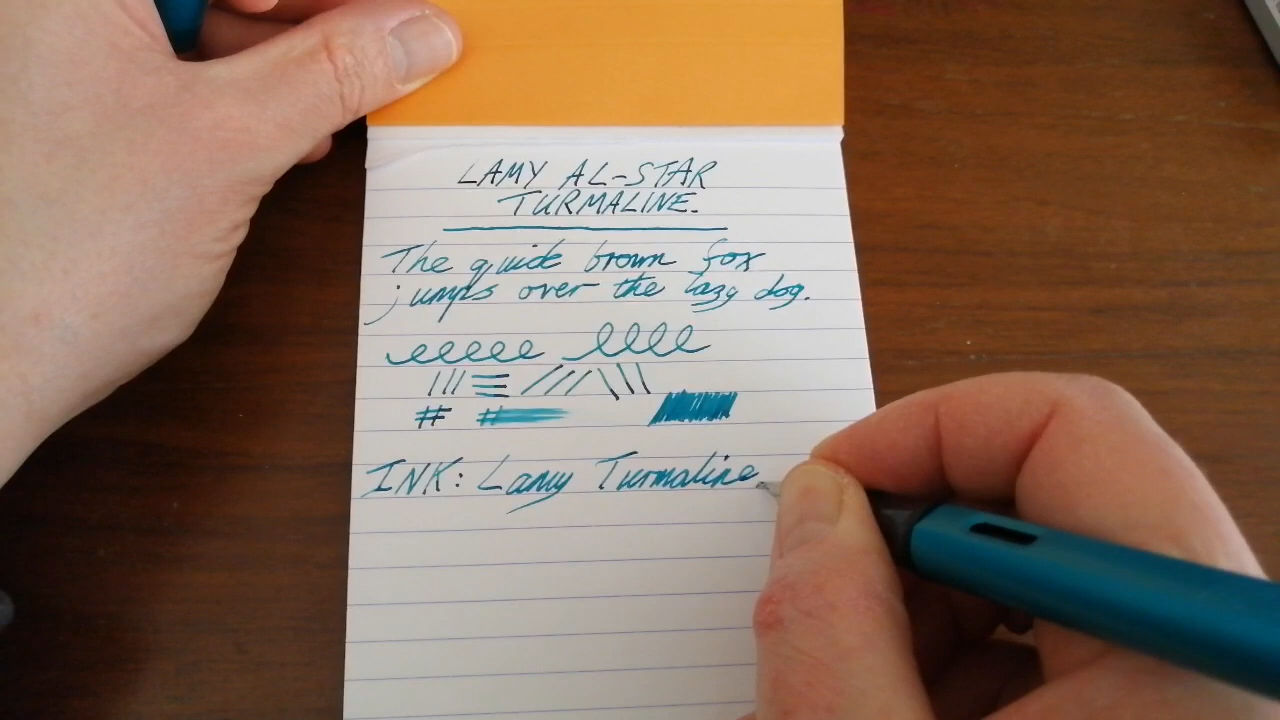 LAMY AL-STAR
TURMALINE.
The quick brown fox
jumps over the lazy dog.
INK: Lamy Turmaline